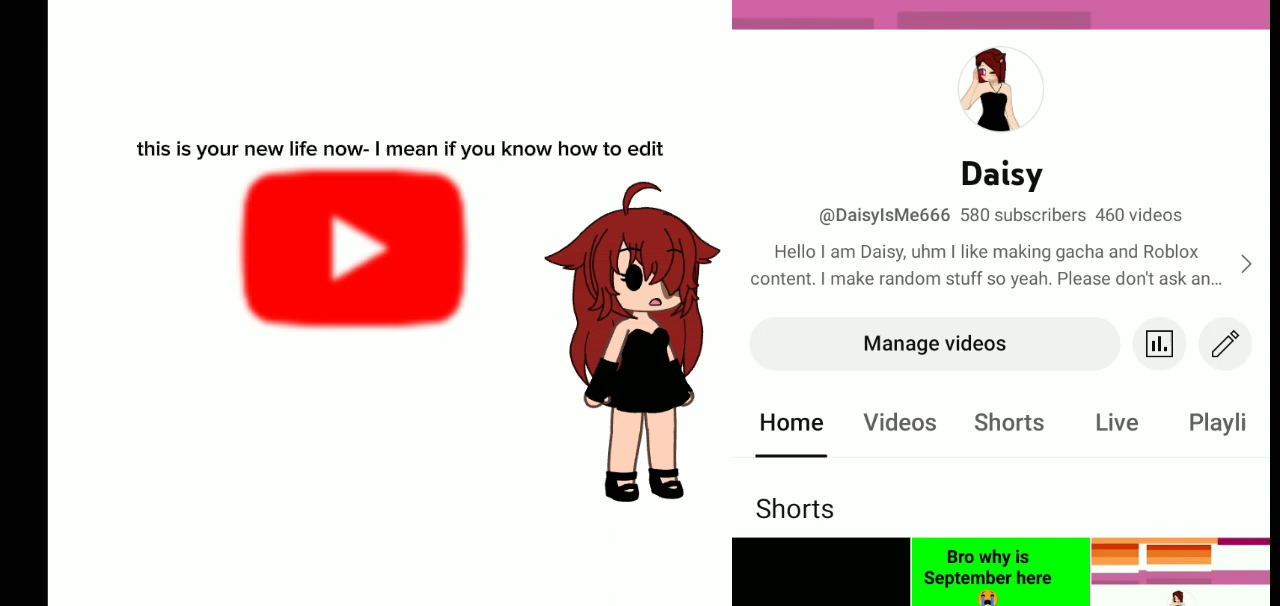 this is your new life now- I mean if you know how to edit
Daisy
@DaisyIsMe666 580 subscribers 460 videos
Hello I am Daisy, uhm I like making gacha and Roblox
content. I make random stuff so yeah. Please don't ask an...
Manage videos
Home Videos Shorts Live Playli
Shorts
Bro why is
September here